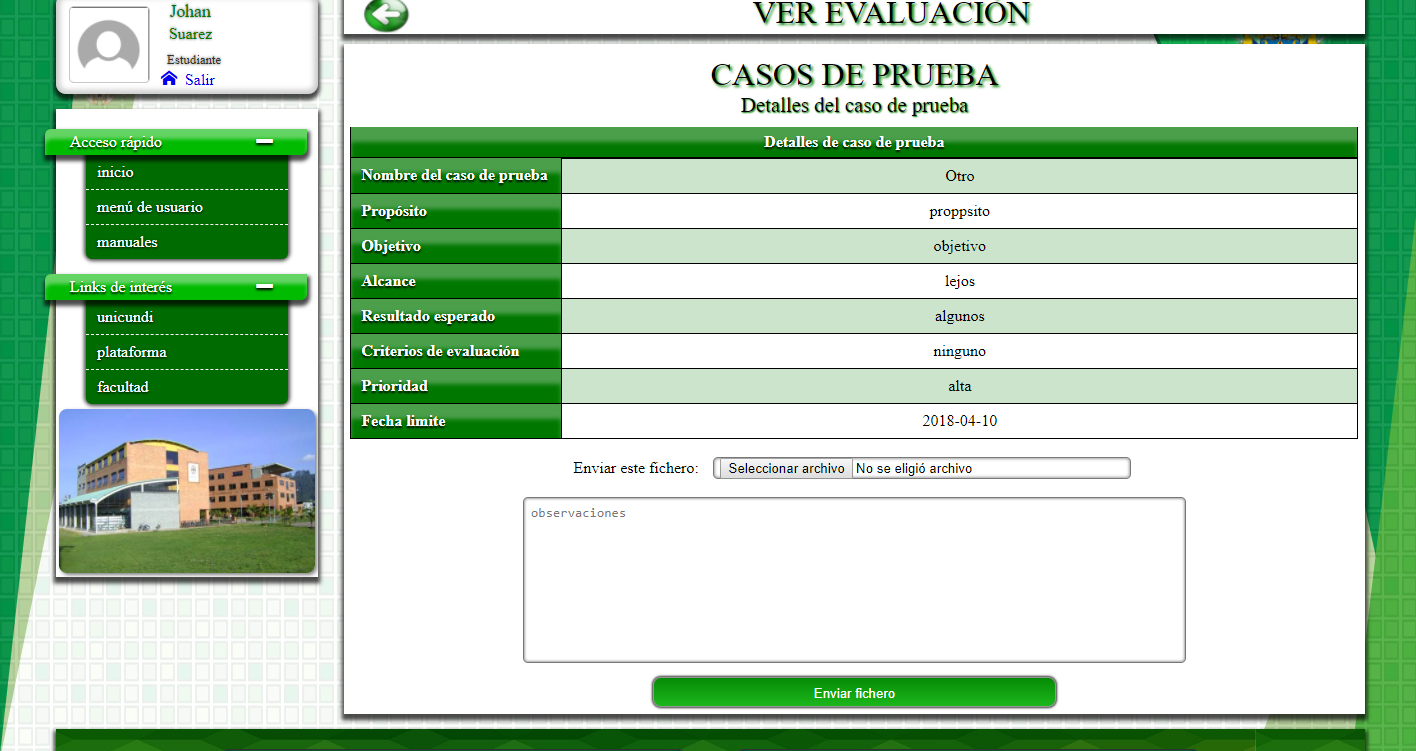 Johan
Suarez
Estudiante
Salir
Acceso rápido
inicio
menú de usuario
manuales
Links de interés
unicundi
plataforma
facultad
VER EVALUACIÓN
CASOS DE PRUEBA
Detalles del caso de prueba
Detalles de caso de prueba
Nombre del caso de prueba Otro
Propósito proppsito
Objetivo objetivo
Alcance lejos
Resultado esperado algunos
Criterios de evaluación ninguno
Prioridad alta
Fecha limite 2018-04-10
Enviar este fichero: Seleccionar archivo No se eligió archivo
observaciones
Enviar fichero